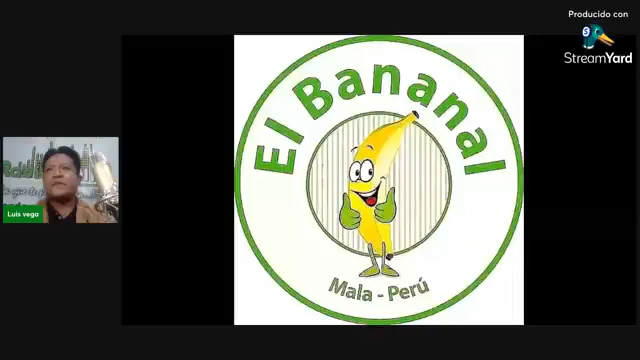 Producido con
StreamYard
El Bananal
Mala - Perú
Luis vega